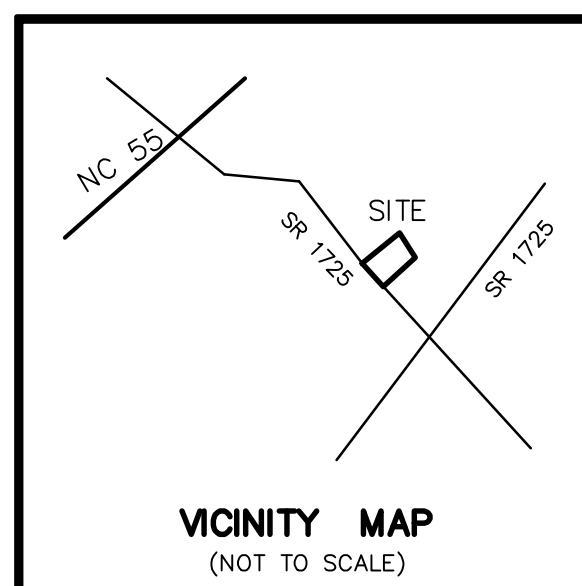 NC 55
SITE
SR 1725
SR 1725
VICINITY MAP
(NOT TO SCALE)